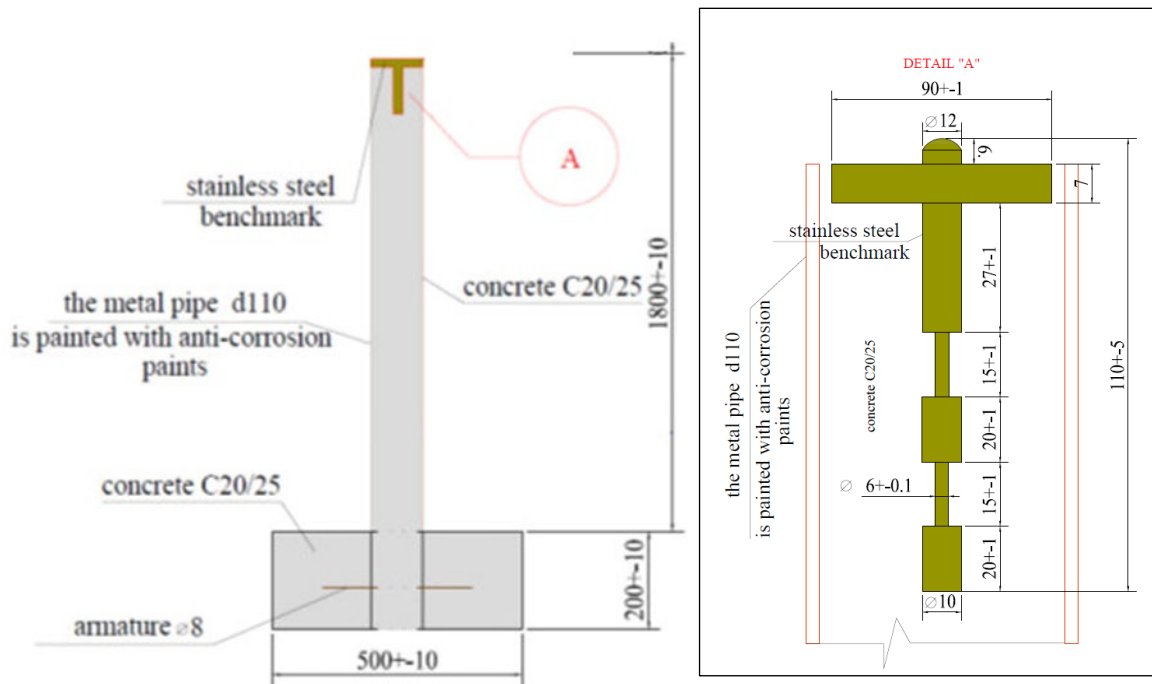 A
stainless steel
benchmark
concrete C20/25
the metal pipe d110
is painted with anti-corrosion
paints
1800+-10
concrete C20/25
200+-10
armature ⌀8
500+-10
DETAIL "A"
90+-1
∅12
6.
7
stainless steel
benchmark
27+-1
the metal pipe d110
is painted with anti-corrosion
paints
concrete C20/25
15+-1
110+-5
20+-1
∅ 6+-0.1
15+-1
20+-1
∅10